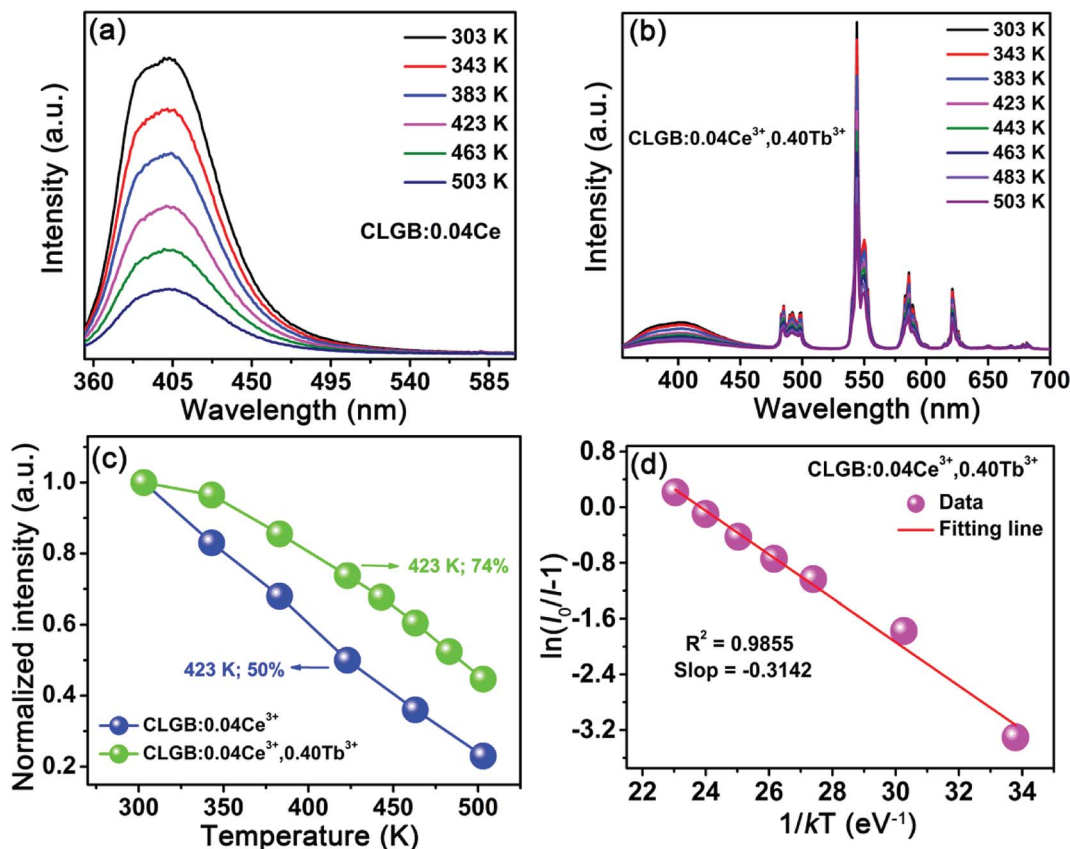 (a)
303 K
343 K
383 K
423 K
463 K
503 K
CLGB:0.04Ce
Intensity (a.u.)
360 405 450 495 540 585
Wavelength (nm)
(b)
303 K
343 K
383 K
423 K
443 K
463 K
483 K
503 K
CLGB:0.04Ce³⁺,0.40Tb³⁺
Intensity (a.u.)
400 450 500 550 600 650 700
Wavelength (nm)
(c)
Normalized intensity (a.u.)
1.0
0.8
0.6
0.4
0.2
423 K; 74%
423 K; 50%
CLGB:0.04Ce³⁺
CLGB:0.04Ce³⁺,0.40Tb³⁺
300 350 400 450 500
Temperature (K)
(d)
ln(I₀/I-1)
0.8
0.0
-0.8
-1.6
-2.4
-3.2
CLGB:0.04Ce³⁺,0.40Tb³⁺
Data
Fitting line
R² = 0.9855
Slop = -0.3142
22 24 26 28 30 32 34
1/kT (eV⁻¹)